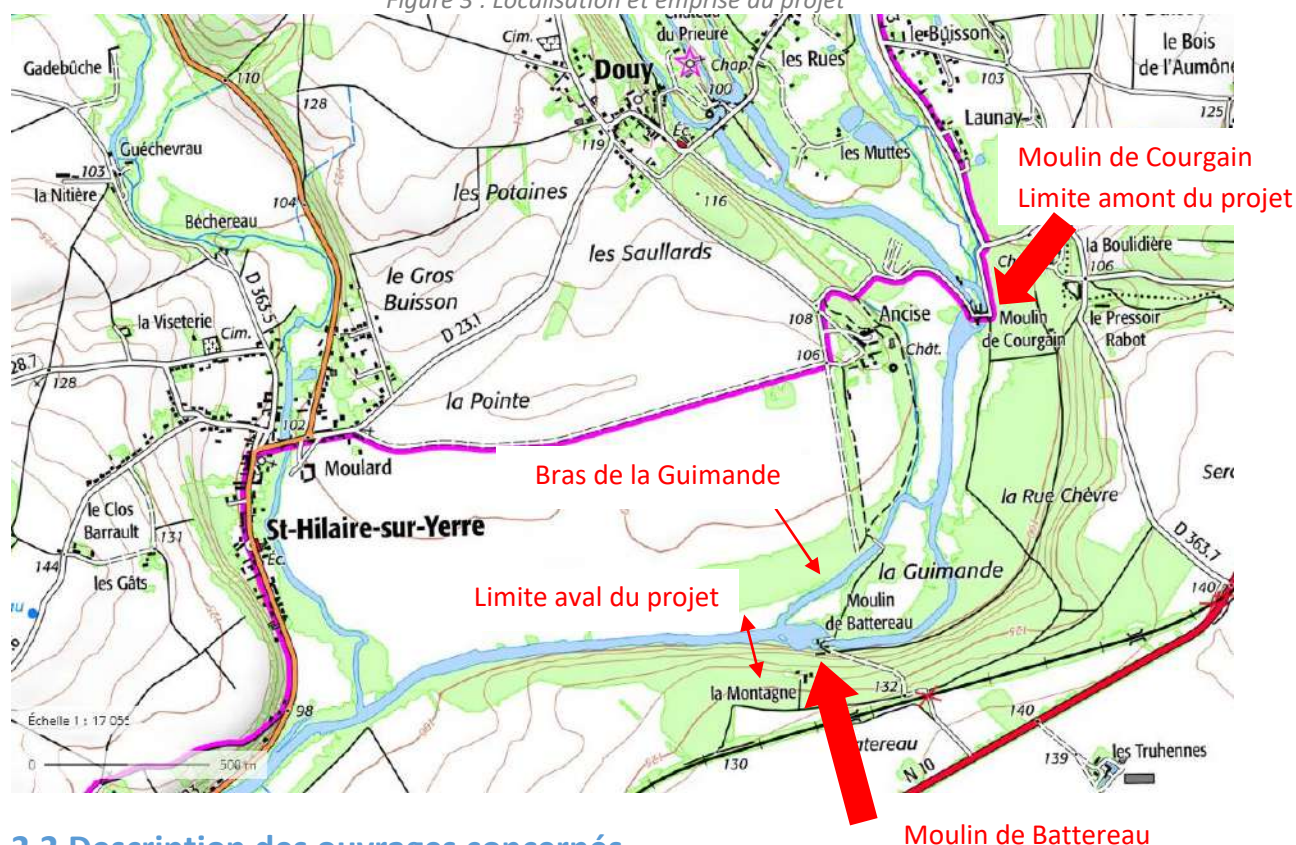 Figure 3 : Localisation et emprise du projet
Gadebûche
110
128
Cim.
Douy
du Prieuré
Chap.
100
les Rues
le Buisson
103
le Bois
de l'Aumône
125
Launay
Guéchevrau
103
la Nitière
119
Éc.
les Muttes
Moulin de Courgain
Limite amont du projet
les Potaines
104
116
Béchereau
les Saullards
la Boulidière
106
D 363.5
le Gros
Buisson
la Viseterie
Cim.
D 23.1
108
Ancise
Chât.
Moulin
de Courgain
le Pressoir
Rabot
28.7
128
106
la Pointe
102
Moulard
Bras de la Guimande
la Rue Chèvre
le Clos
Barrault
131
St-Hilaire-sur-Yerre
Éc.
D 363.7
144
les Gâts
la Guimande
140
Limite aval du projet
Moulin
de Battereau
125
la Montagne
132
98
Échelle 1 : 17 055
140
0
500 m
130
N 10
139
les Truhennes
2.2 Description des ouvrages concernés
Moulin de Battereau